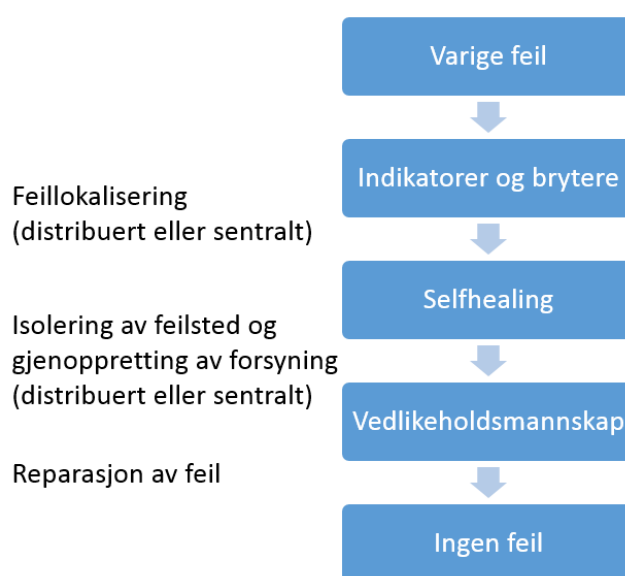 Varige feil
Indikatorer og brytere
Feillokalisering
(distribuert eller sentralt)
Selfhealing
Isolering av feilsted og
gjenoppretting av forsyning
(distribuert eller sentralt)
Vedlikeholdsmannskap
Reparasjon av feil
Ingen feil